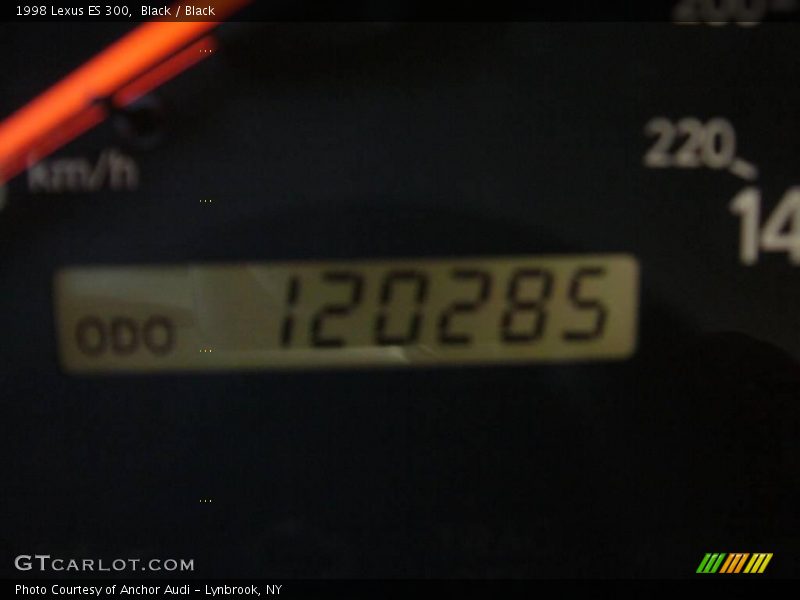 1998 Lexus ES 300, Black / Black
200
km/h
220
14
ODO 120285
GTCARLOT.COM
Photo Courtesy of Anchor Audi - Lynbrook, NY